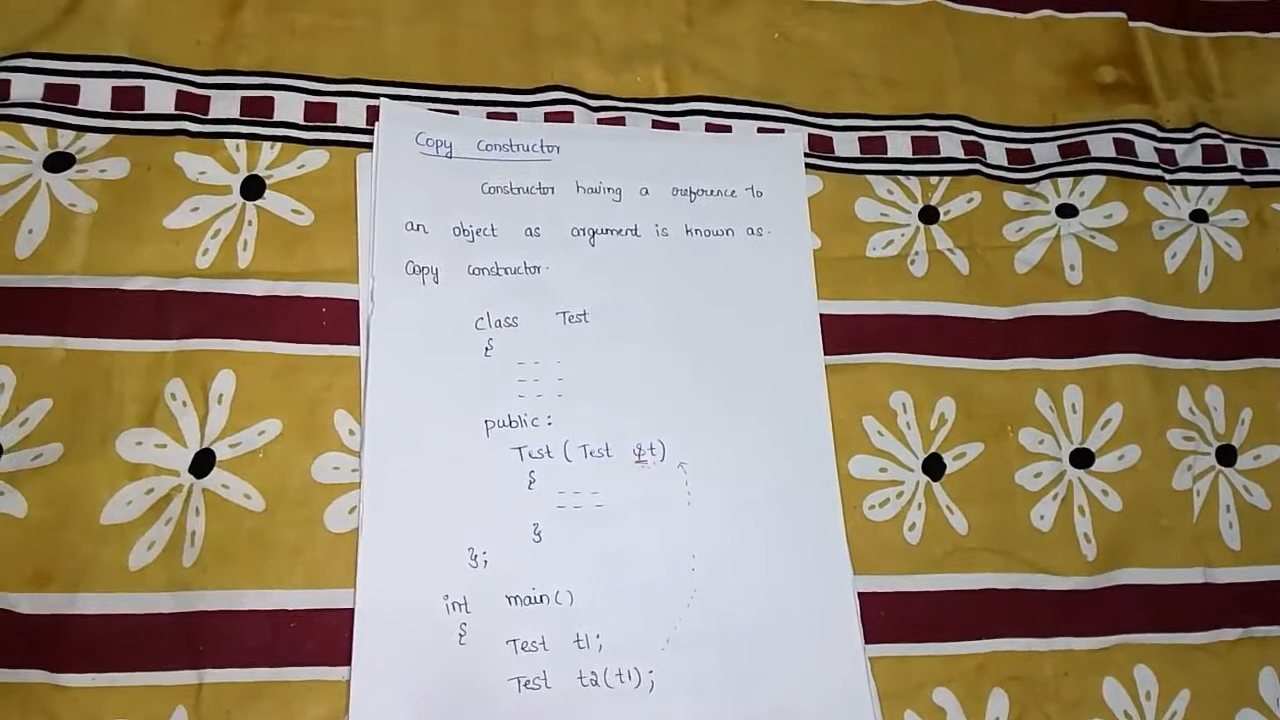 Copy Constructor
Constructor having a reference to
an object as argument is known as.
Copy constructor.
class Test
{
- - -
- - -
- - -
public:
Test (Test &t)
{
- - -
- - -
}
};
int main()
{
Test t1;
Test t2(t1);